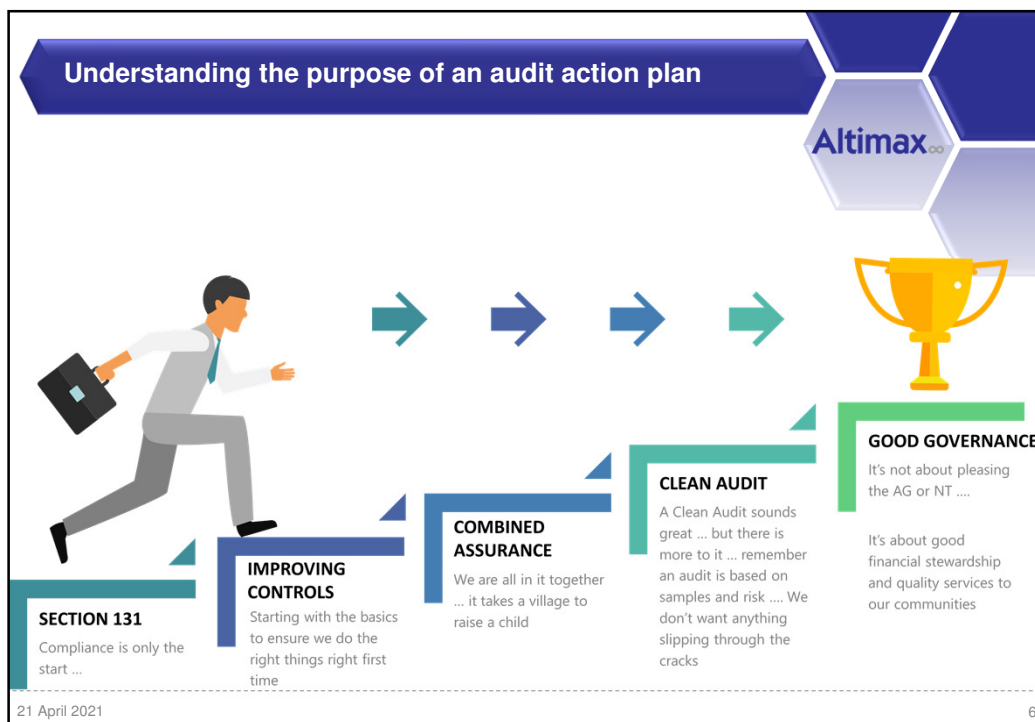 Understanding the purpose of an audit action plan
Altimax
SECTION 131
Compliance is only the
start ...
IMPROVING
CONTROLS
Starting with the basics
to ensure we do the
right things right first
time
COMBINED
ASSURANCE
We are all in it together
... it takes a village to
raise a child
CLEAN AUDIT
A Clean Audit sounds
great ... but there is
more to it ... remember
an audit is based on
samples and risk .... We
don't want anything
slipping through the
cracks
GOOD GOVERNANCE
It's not about pleasing
the AG or NT ....
It's about good
financial stewardship
and quality services to
our communities
21 April 2021
6